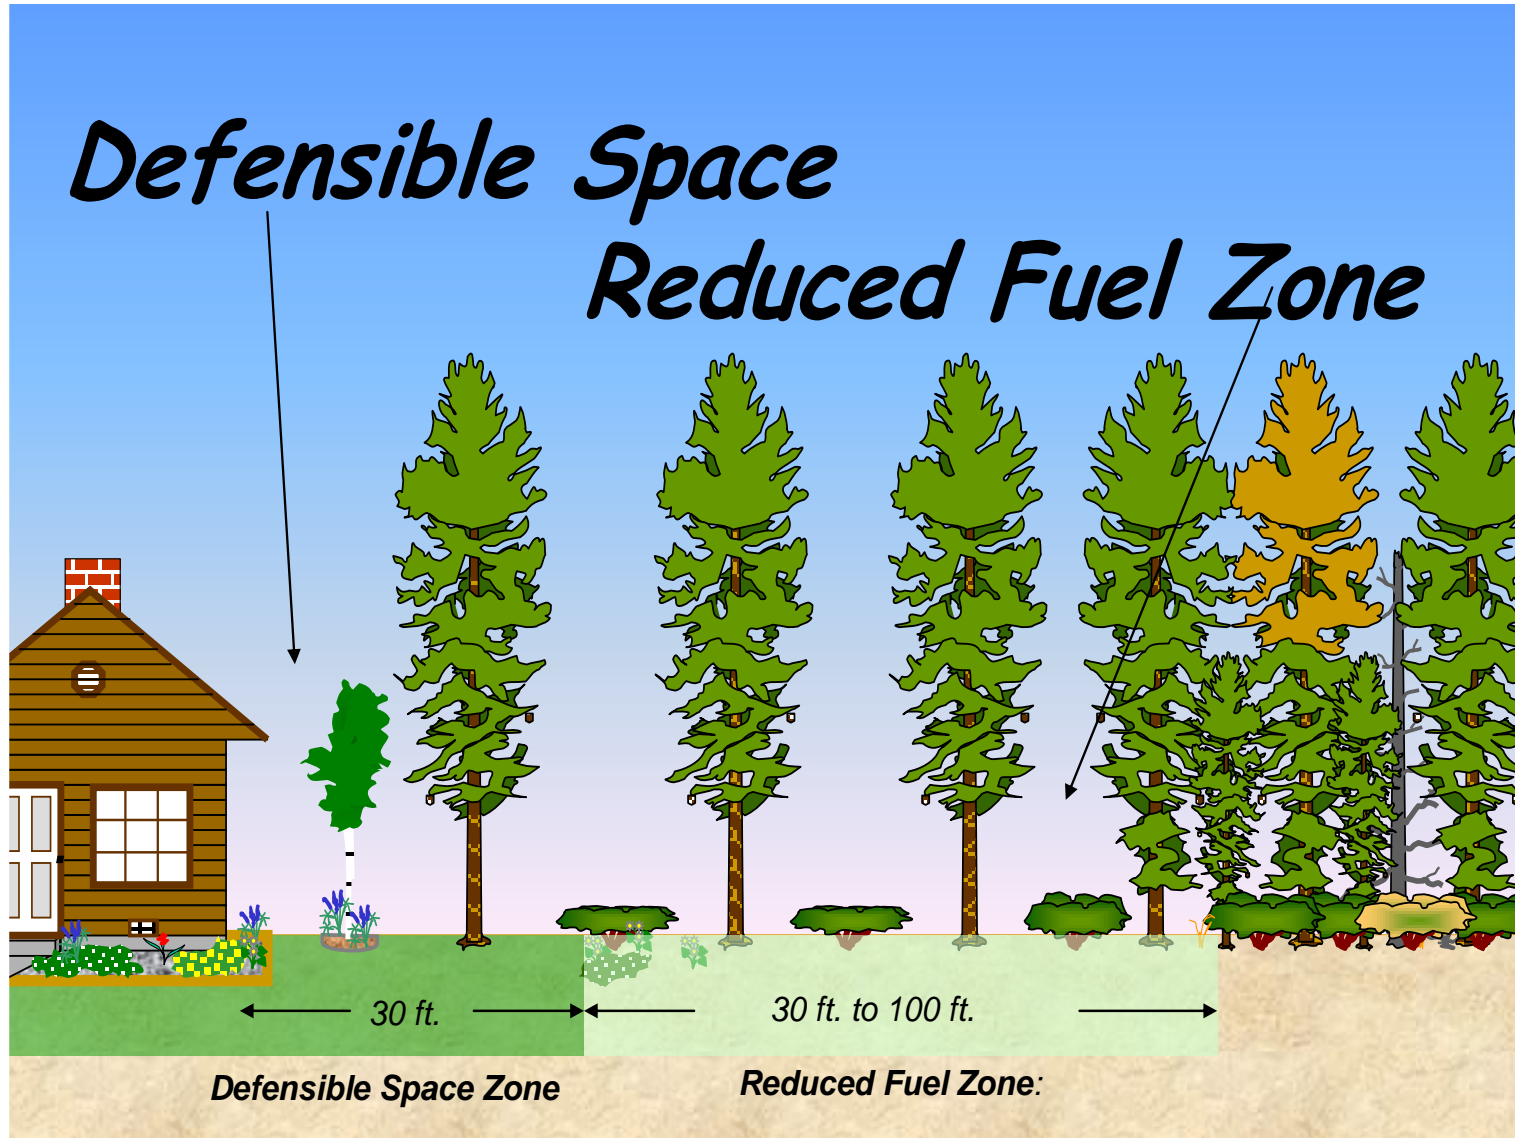 Defensible Space
Reduced Fuel Zone
30 ft.
30 ft. to 100 ft.
Defensible Space Zone
Reduced Fuel Zone: